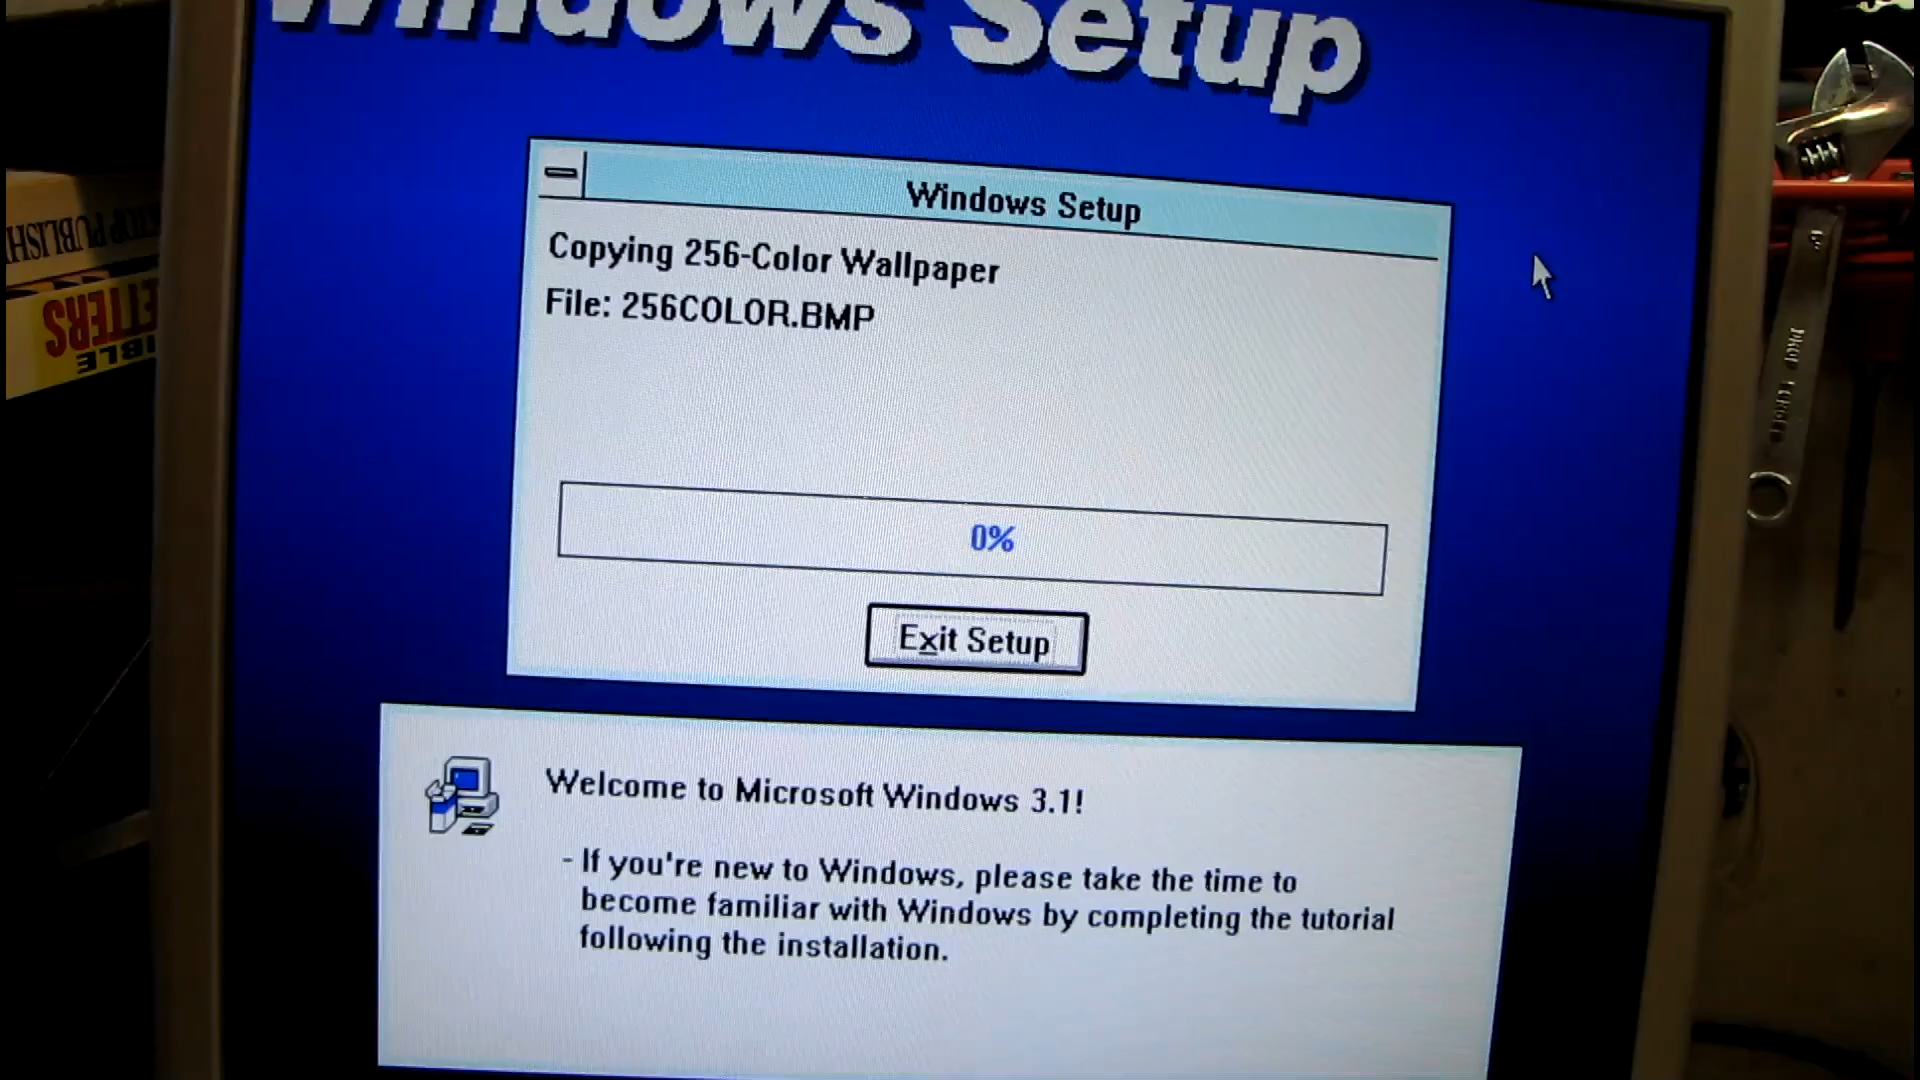 Windows Setup
Windows Setup
Copying 256-Color Wallpaper
File: 256COLOR.BMP
0%
Exit Setup
Welcome to Microsoft Windows 3.1!
- If you're new to Windows, please take the time to
become familiar with Windows by completing the tutorial
following the installation.